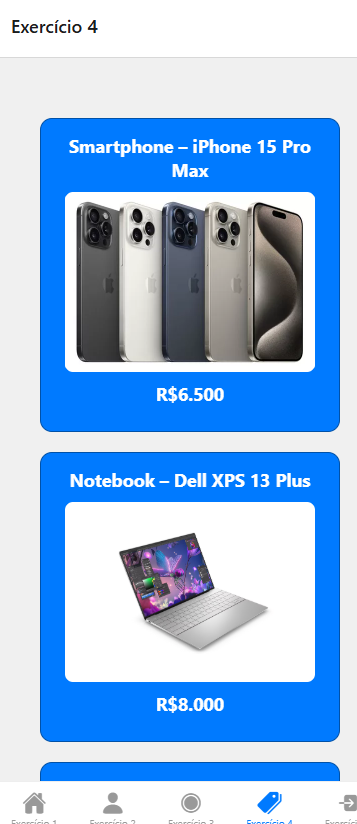 Exercício 4
Smartphone – iPhone 15 Pro
Max
R$6.500
Notebook – Dell XPS 13 Plus
R$8.000
Exercício 1
Exercício 2
Exercício 3
Exercício 4